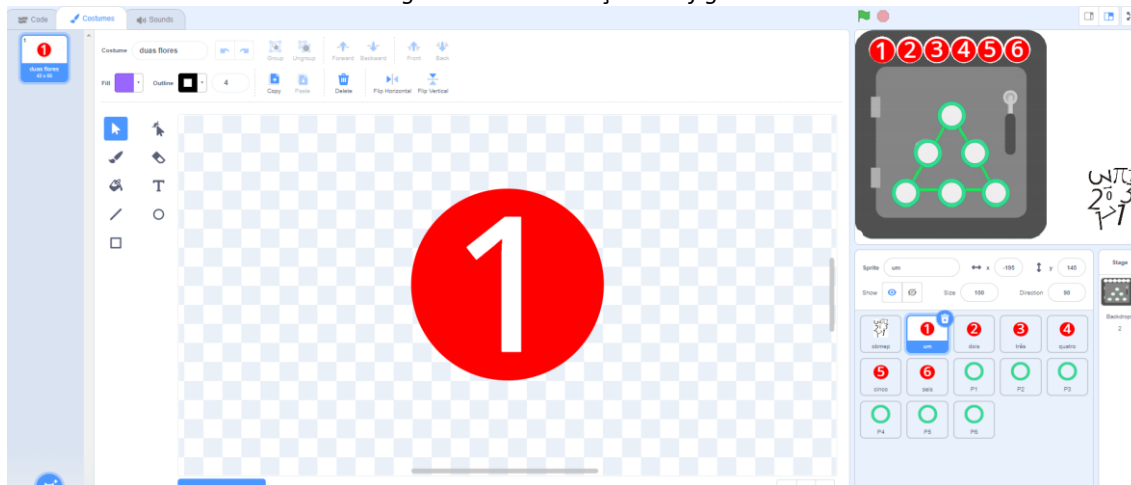 Code Costumes Sounds
1
1
duas flores
Costume duas flores
Group Ungroup Forward Backward Front Back
Fill Outline 4
Copy Paste Delete Flip Horizontal Flip Vertical
T
1
1 2 3 4 5 6
Sprite um x -195 y 145
Show Size 100 Direction 90
Stage
Backdrops
2
1 2 3 4
obmep um dois três quatro
5 6
cinco seis P1 P2 P3
P4 P5 P6